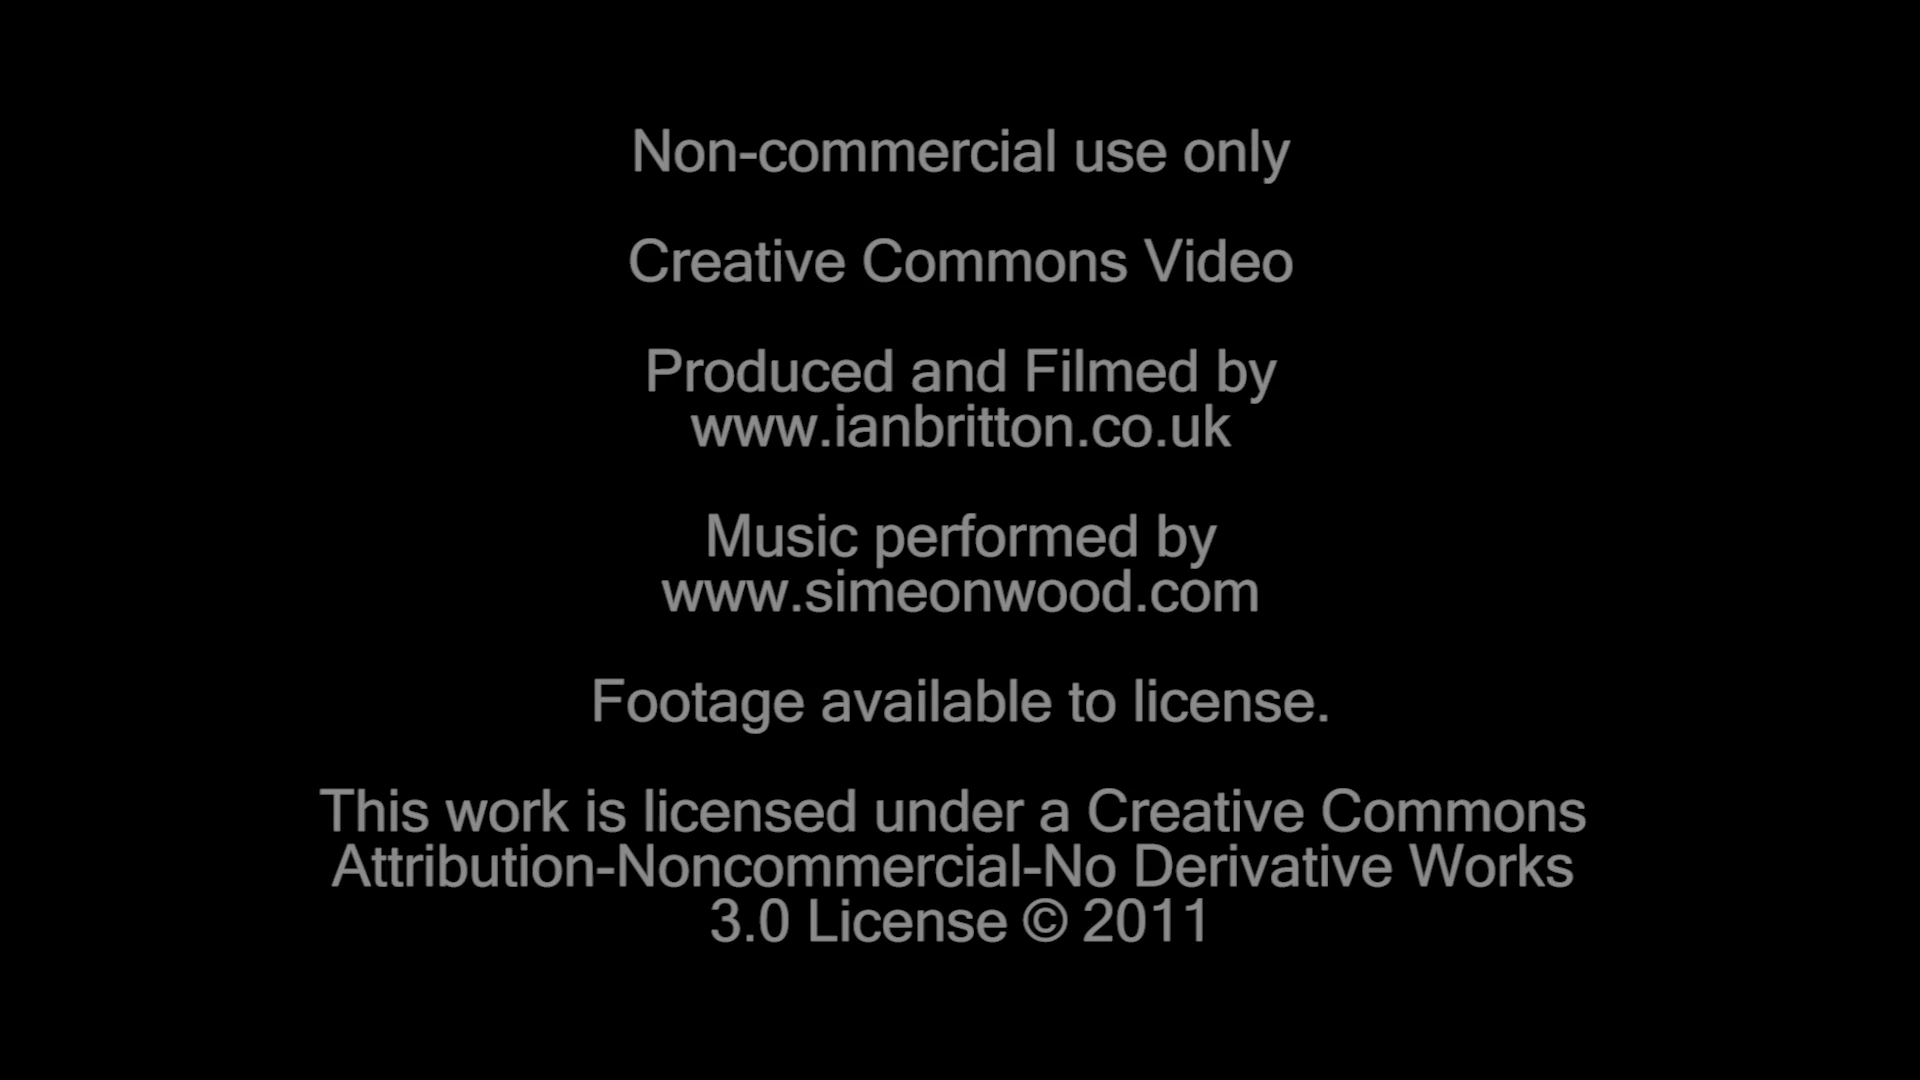 Non-commercial use only
Creative Commons Video
Produced and Filmed by
www.ianbritton.co.uk
Music performed by
www.simeonwood.com
Footage available to license.
This work is licensed under a Creative Commons
Attribution-Noncommercial-No Derivative Works
3.0 License © 2011